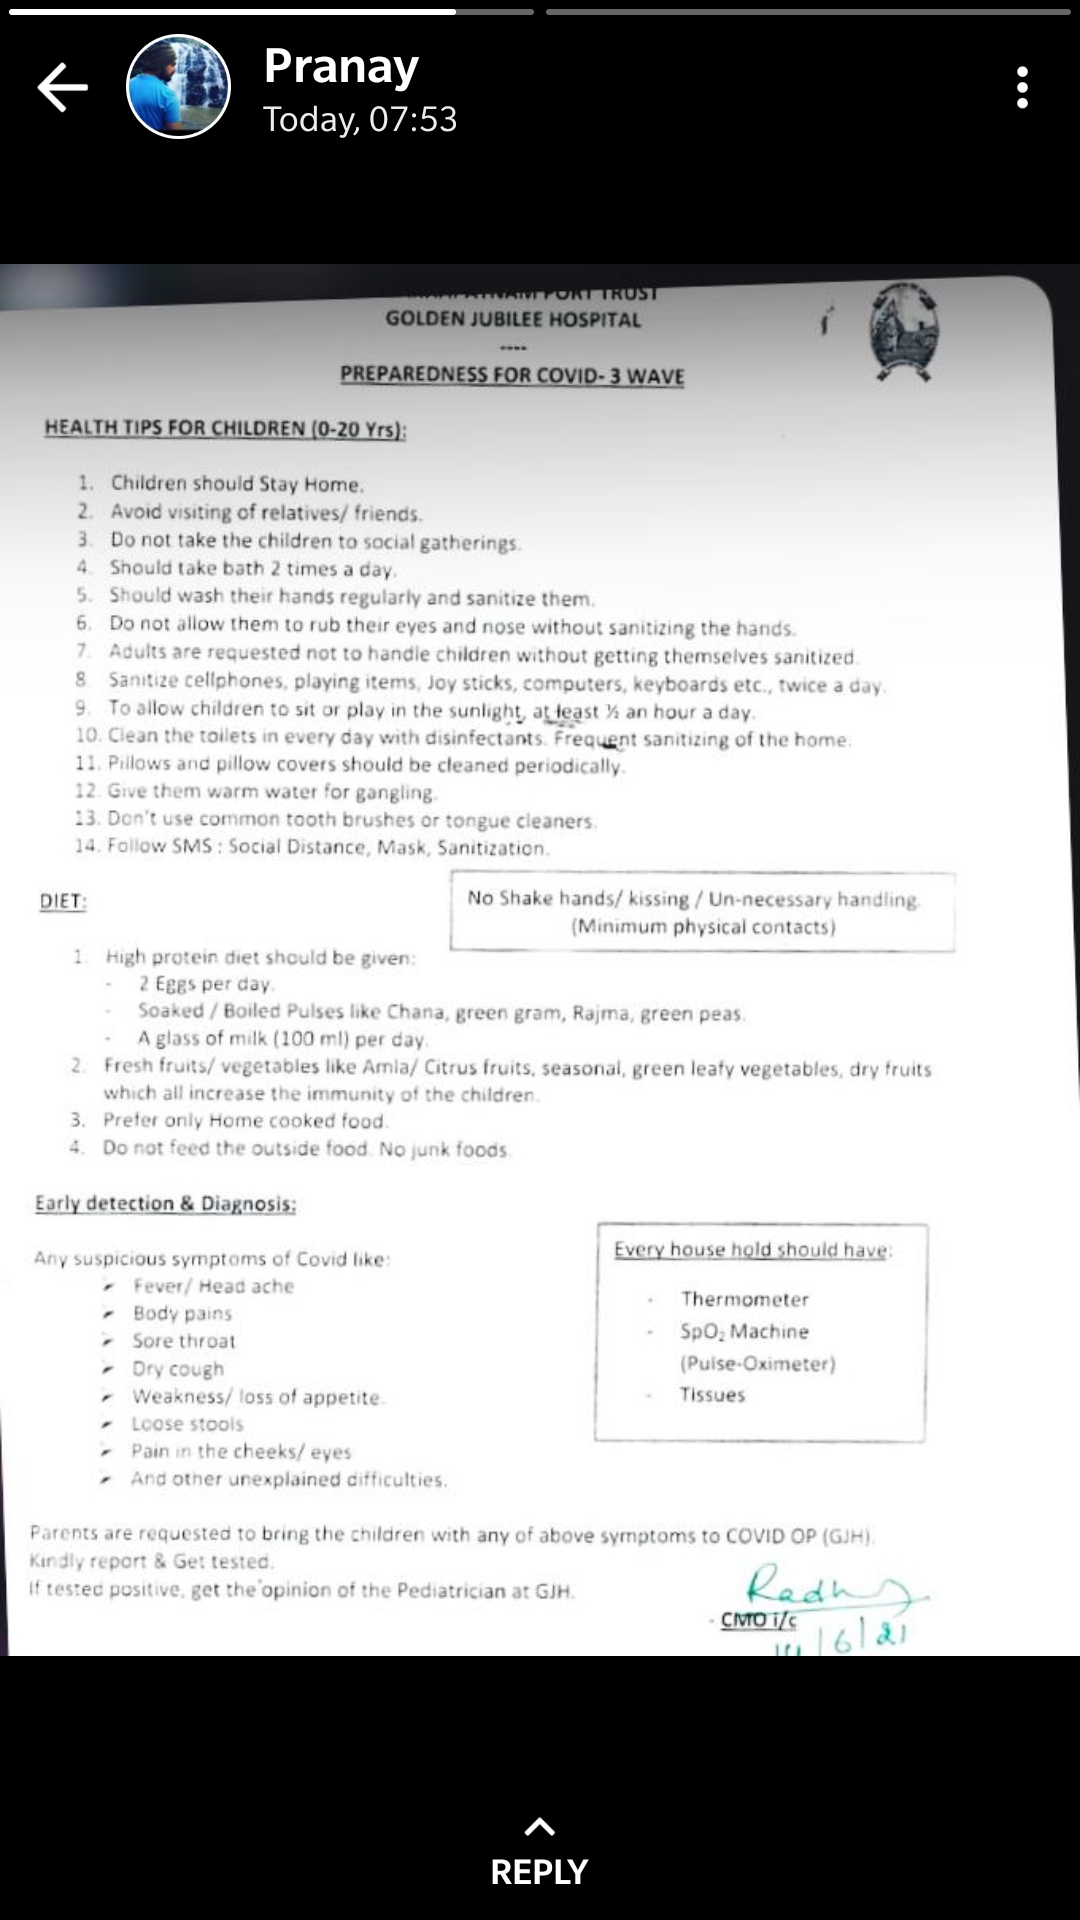 Pranay
Today, 07:53
PORT TRUST
GOLDEN JUBILEE HOSPITAL
----
PREPAREDNESS FOR COVID- 3 WAVE
HEALTH TIPS FOR CHILDREN (0-20 Yrs):
1. Children should Stay Home.
2. Avoid visiting of relatives/ friends.
3. Do not take the children to social gatherings.
4. Should take bath 2 times a day.
5. Should wash their hands regularly and sanitize them.
6. Do not allow them to rub their eyes and nose without sanitizing the hands.
7. Adults are requested not to handle children without getting themselves sanitized.
8. Sanitize cellphones, playing items, Joy sticks, computers, keyboards etc., twice a day.
9. To allow children to sit or play in the sunlight, at least ½ an hour a day.
10. Clean the toilets in every day with disinfectants. Frequent sanitizing of the home.
11. Pillows and pillow covers should be cleaned periodically.
12. Give them warm water for gangling.
13. Don't use common tooth brushes or tongue cleaners.
14. Follow SMS : Social Distance, Mask, Sanitization.
No Shake hands/ kissing / Un-necessary handling.
(Minimum physical contacts)
DIET:
1. High protein diet should be given:
- 2 Eggs per day.
- Soaked / Boiled Pulses like Chana, green gram, Rajma, green peas.
- A glass of milk (100 ml) per day.
2. Fresh fruits/ vegetables like Amla/ Citrus fruits, seasonal, green leafy vegetables, dry fruits
which all increase the immunity of the children.
3. Prefer only Home cooked food.
4. Do not feed the outside food. No junk foods.
Early detection & Diagnosis:
Any suspicious symptoms of Covid like:
➢ Fever/ Head ache
➢ Body pains
➢ Sore throat
➢ Dry cough
➢ Weakness/ loss of appetite.
➢ Loose stools
➢ Pain in the cheeks/ eyes
➢ And other unexplained difficulties.
Every house hold should have:
- Thermometer
- SpO₂ Machine
(Pulse-Oximeter)
- Tissues
Parents are requested to bring the children with any of above symptoms to COVID OP (GJH).
Kindly report & Get tested.
If tested positive, get the opinion of the Pediatrician at GJH.
CMO i/c
/6/21
REPLY